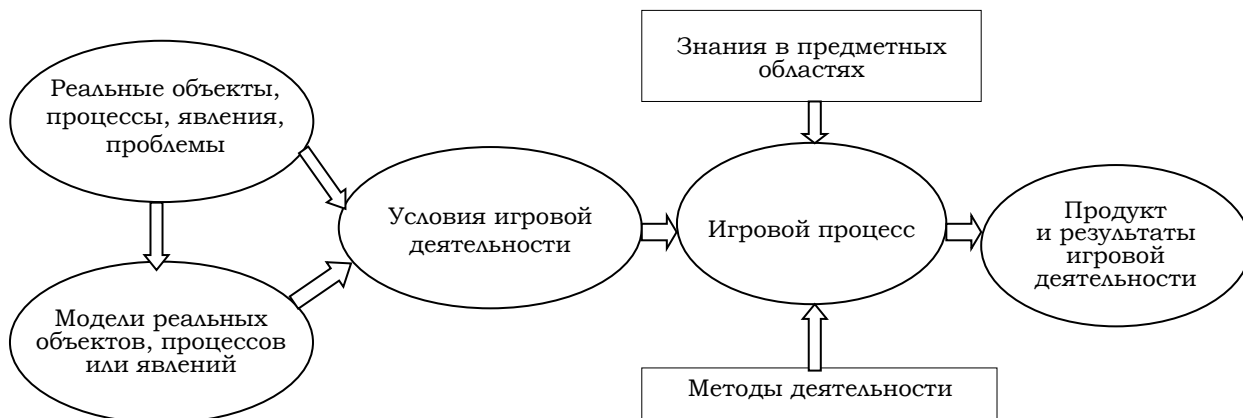 Реальные объекты,
процессы, явления,
проблемы
Модели реальных
объектов, процессов
или явлений
Условия игровой
деятельности
Знания в предметных
областях
Игровой процесс
Методы деятельности
Продукт
и результаты
игровой
деятельности